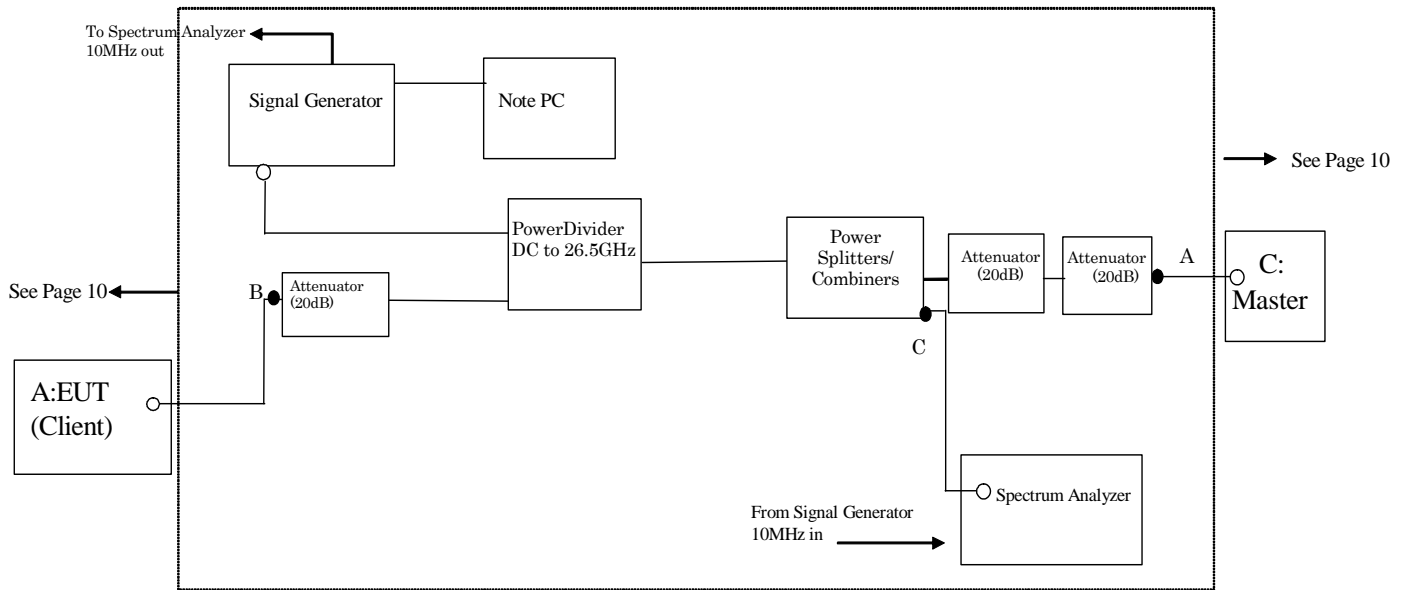 To Spectrum Analyzer
10MHz out
Signal Generator
Note PC
See Page 10
PowerDivider
DC to 26.5GHz
Power
Splitters/
Combiners
Attenuator
(20dB)
Attenuator
(20dB)
A
C:
Master
See Page 10
B
Attenuator
(20dB)
C
A:EUT
(Client)
Spectrum Analyzer
From Signal Generator
10MHz in